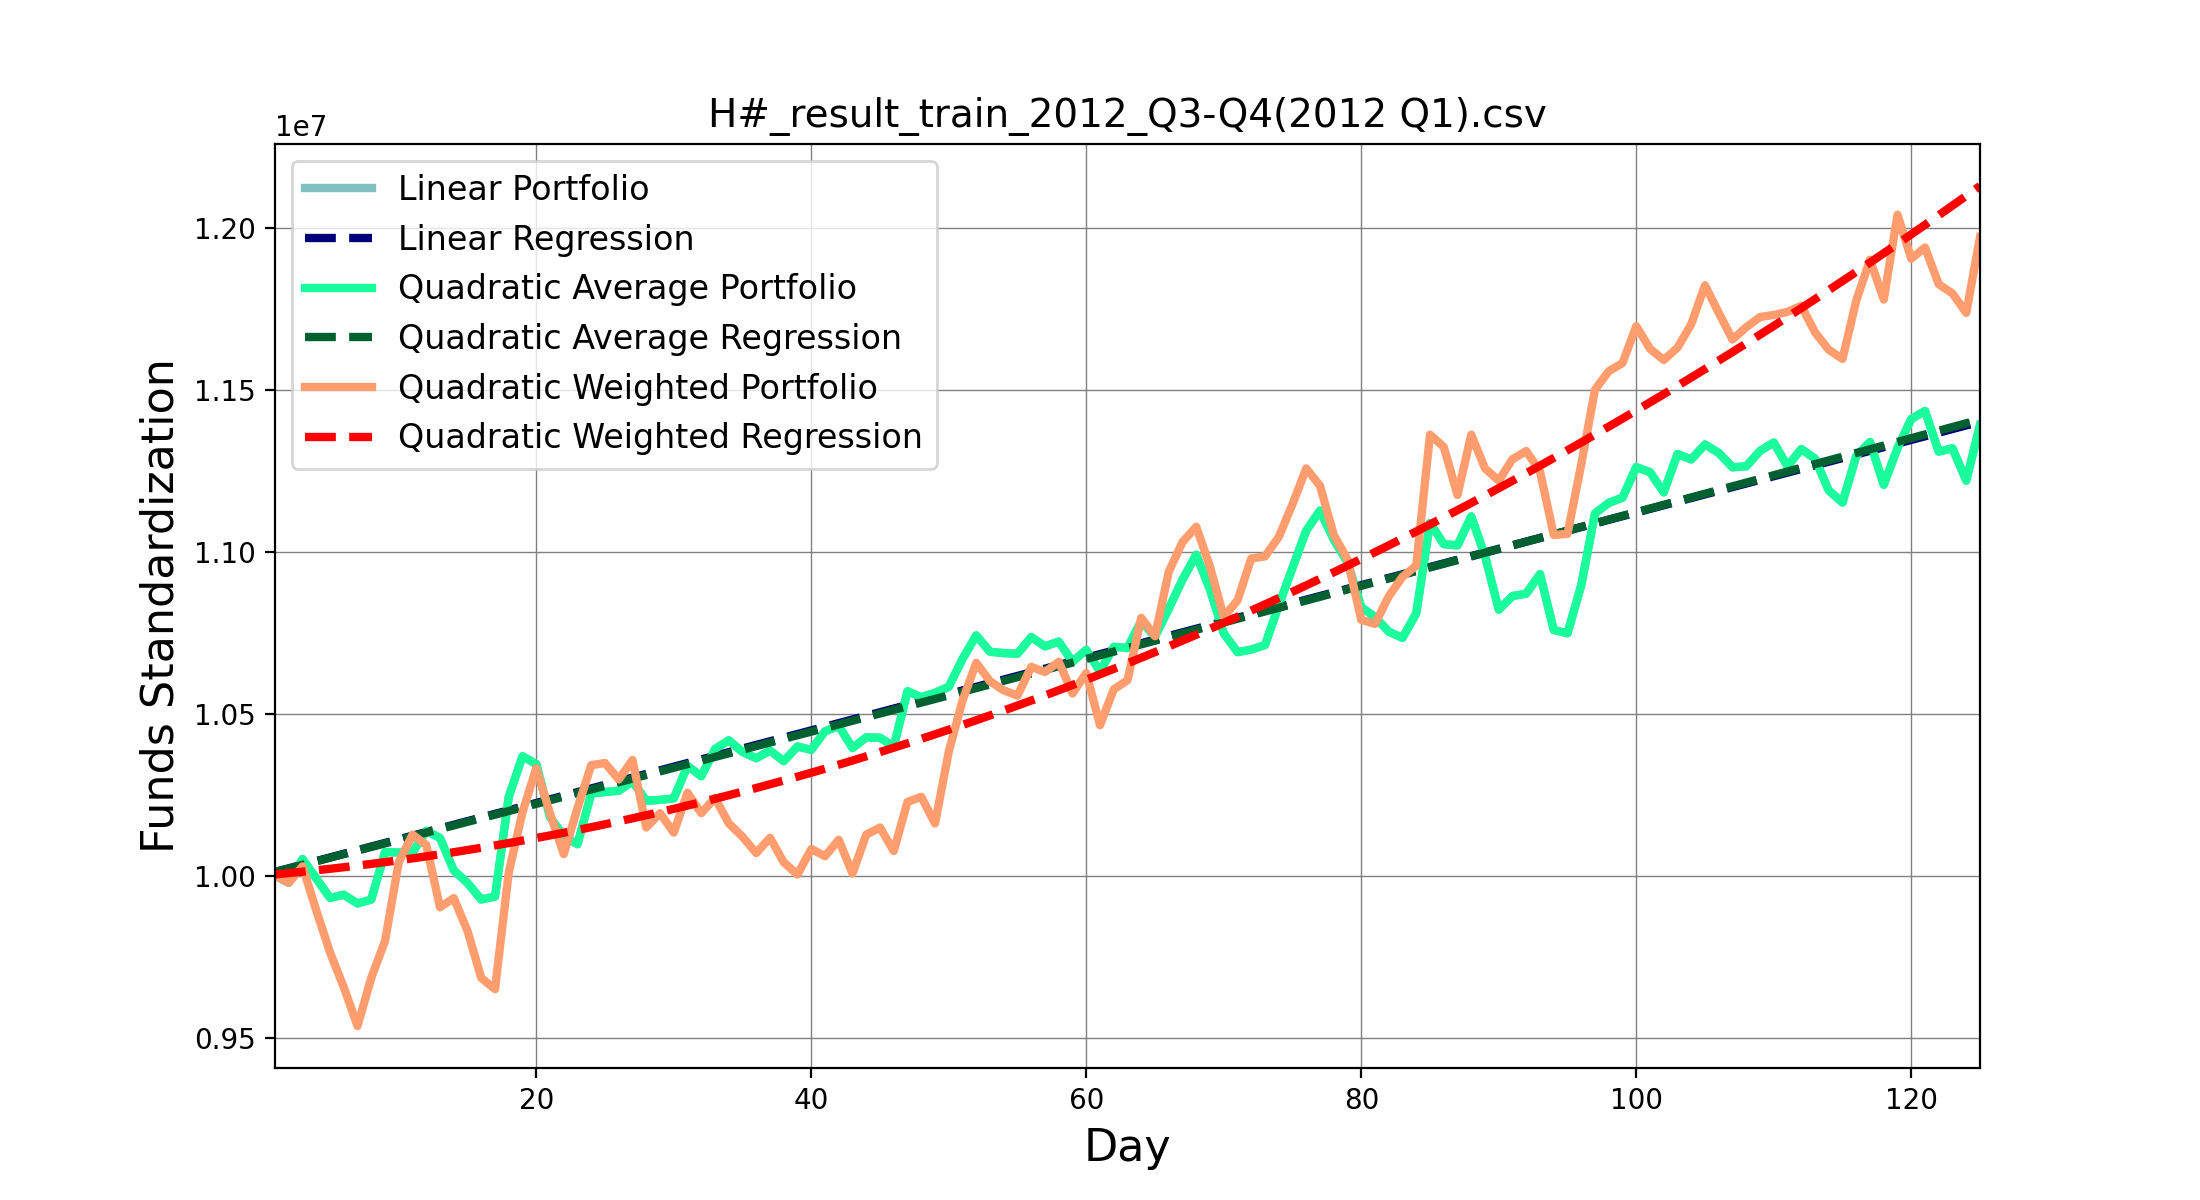 H#_result_train_2012_Q3-Q4(2012 Q1).csv
1e7
Linear Portfolio
Linear Regression
Quadratic Average Portfolio
Quadratic Average Regression
Quadratic Weighted Portfolio
Quadratic Weighted Regression
1.20
1.15
1.10
1.05
1.00
0.95
Funds Standardization
20 40 60 80 100 120
Day